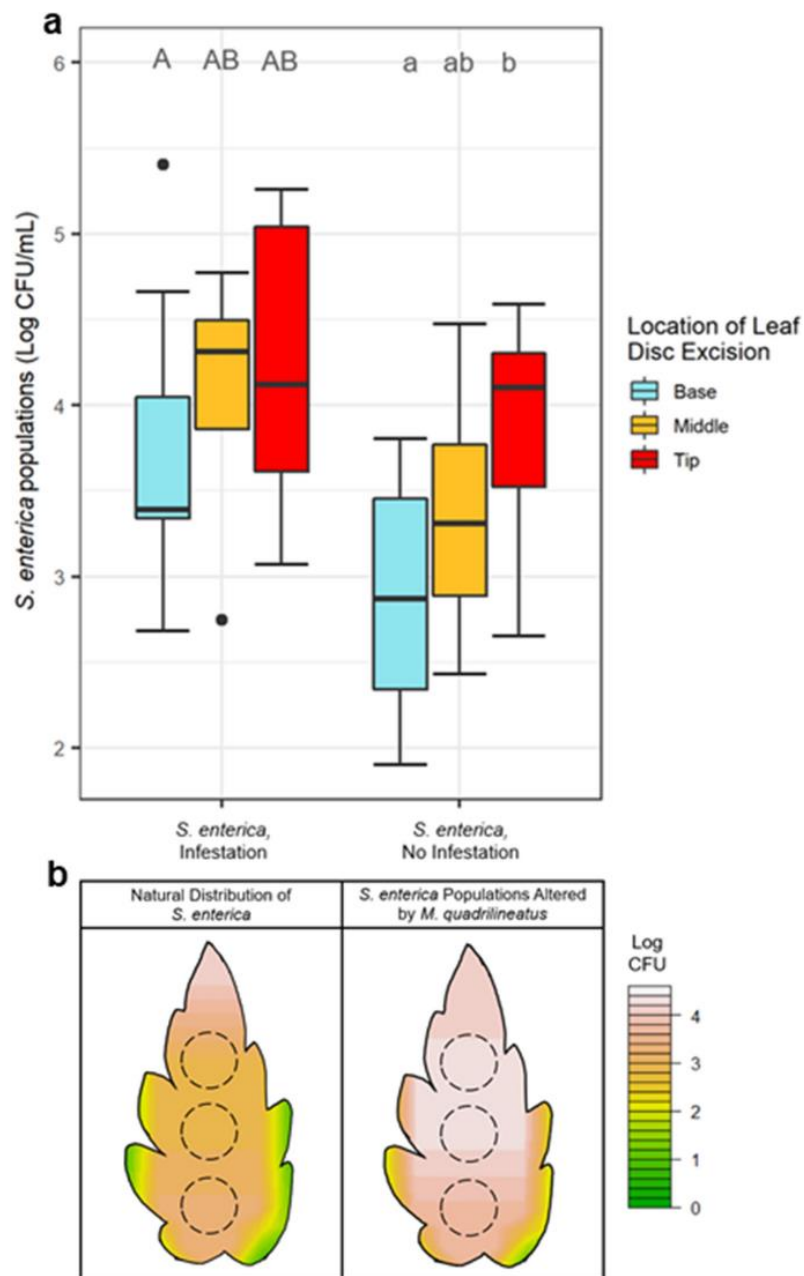 a
A AB AB a ab b
6
5
4
3
2
S. enterica populations (Log CFU/mL)
Location of Leaf
Disc Excision
Base
Middle
Tip
S. enterica,
Infestation
S. enterica,
No Infestation
b
Natural Distribution of
S. enterica
S. enterica Populations Altered
by M. quadrilineatus
Log
CFU
4
3
2
1
0